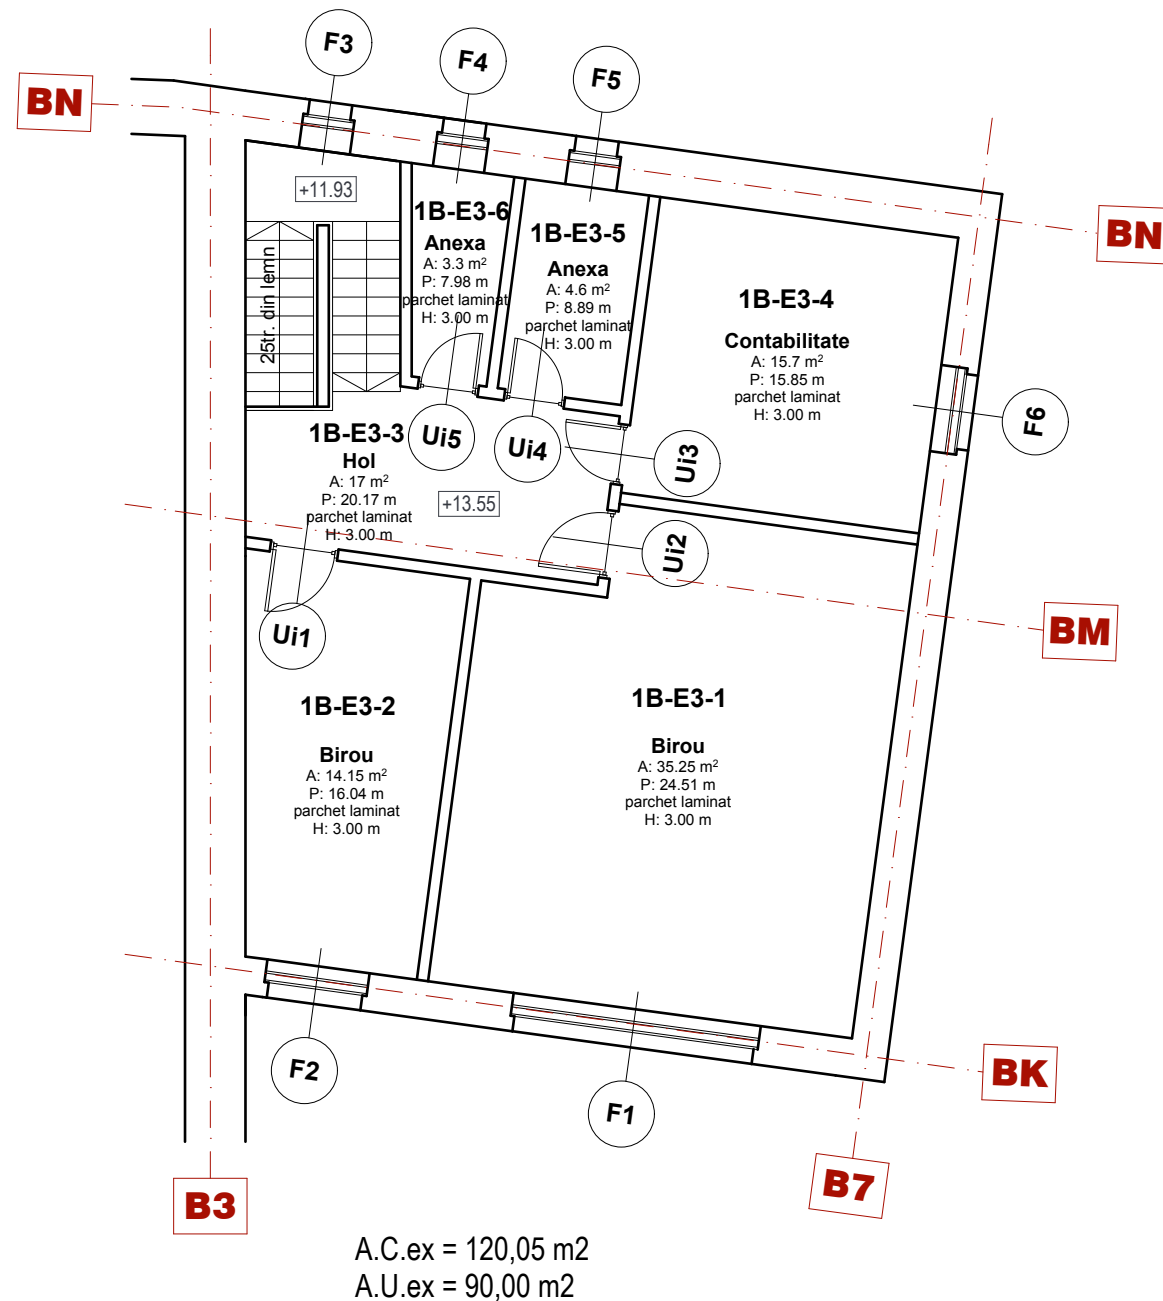 F3
F4
F5
BN
BN
+11.93
1B-E3-6
Anexa
A: 3.3 m²
P: 7.98 m
parchet laminat
H: 3.00 m
1B-E3-5
Anexa
A: 4.6 m²
P: 8.89 m
parchet laminat
H: 3.00 m
1B-E3-4
Contabilitate
A: 15.7 m²
P: 15.85 m
parchet laminat
H: 3.00 m
25tr. din lemn
F6
Ui5
Ui4
Ui3
1B-E3-3
Hol
A: 17 m²
P: 20.17 m
parchet laminat
H: 3.00 m
+13.55
Ui2
Ui1
BM
1B-E3-2
Birou
A: 14.15 m²
P: 16.04 m
parchet laminat
H: 3.00 m
1B-E3-1
Birou
A: 35.25 m²
P: 24.51 m
parchet laminat
H: 3.00 m
F2
F1
BK
B3
B7
A.C.ex = 120,05 m2
A.U.ex = 90,00 m2